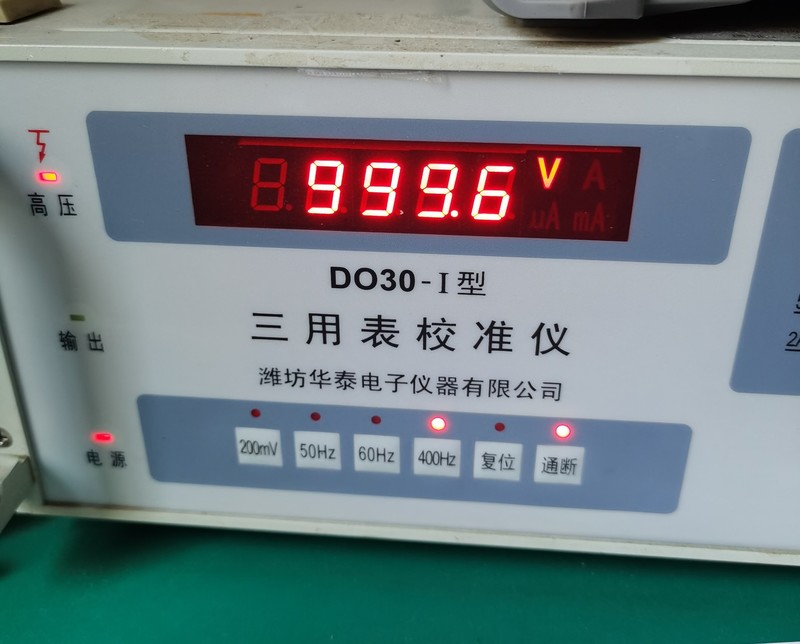 999.6 V A
uA mA
高压
DO30-I型
三用表校准仪
输出
潍坊华泰电子仪器有限公司
电源
200mV 50Hz 60Hz 400Hz 复位 通断